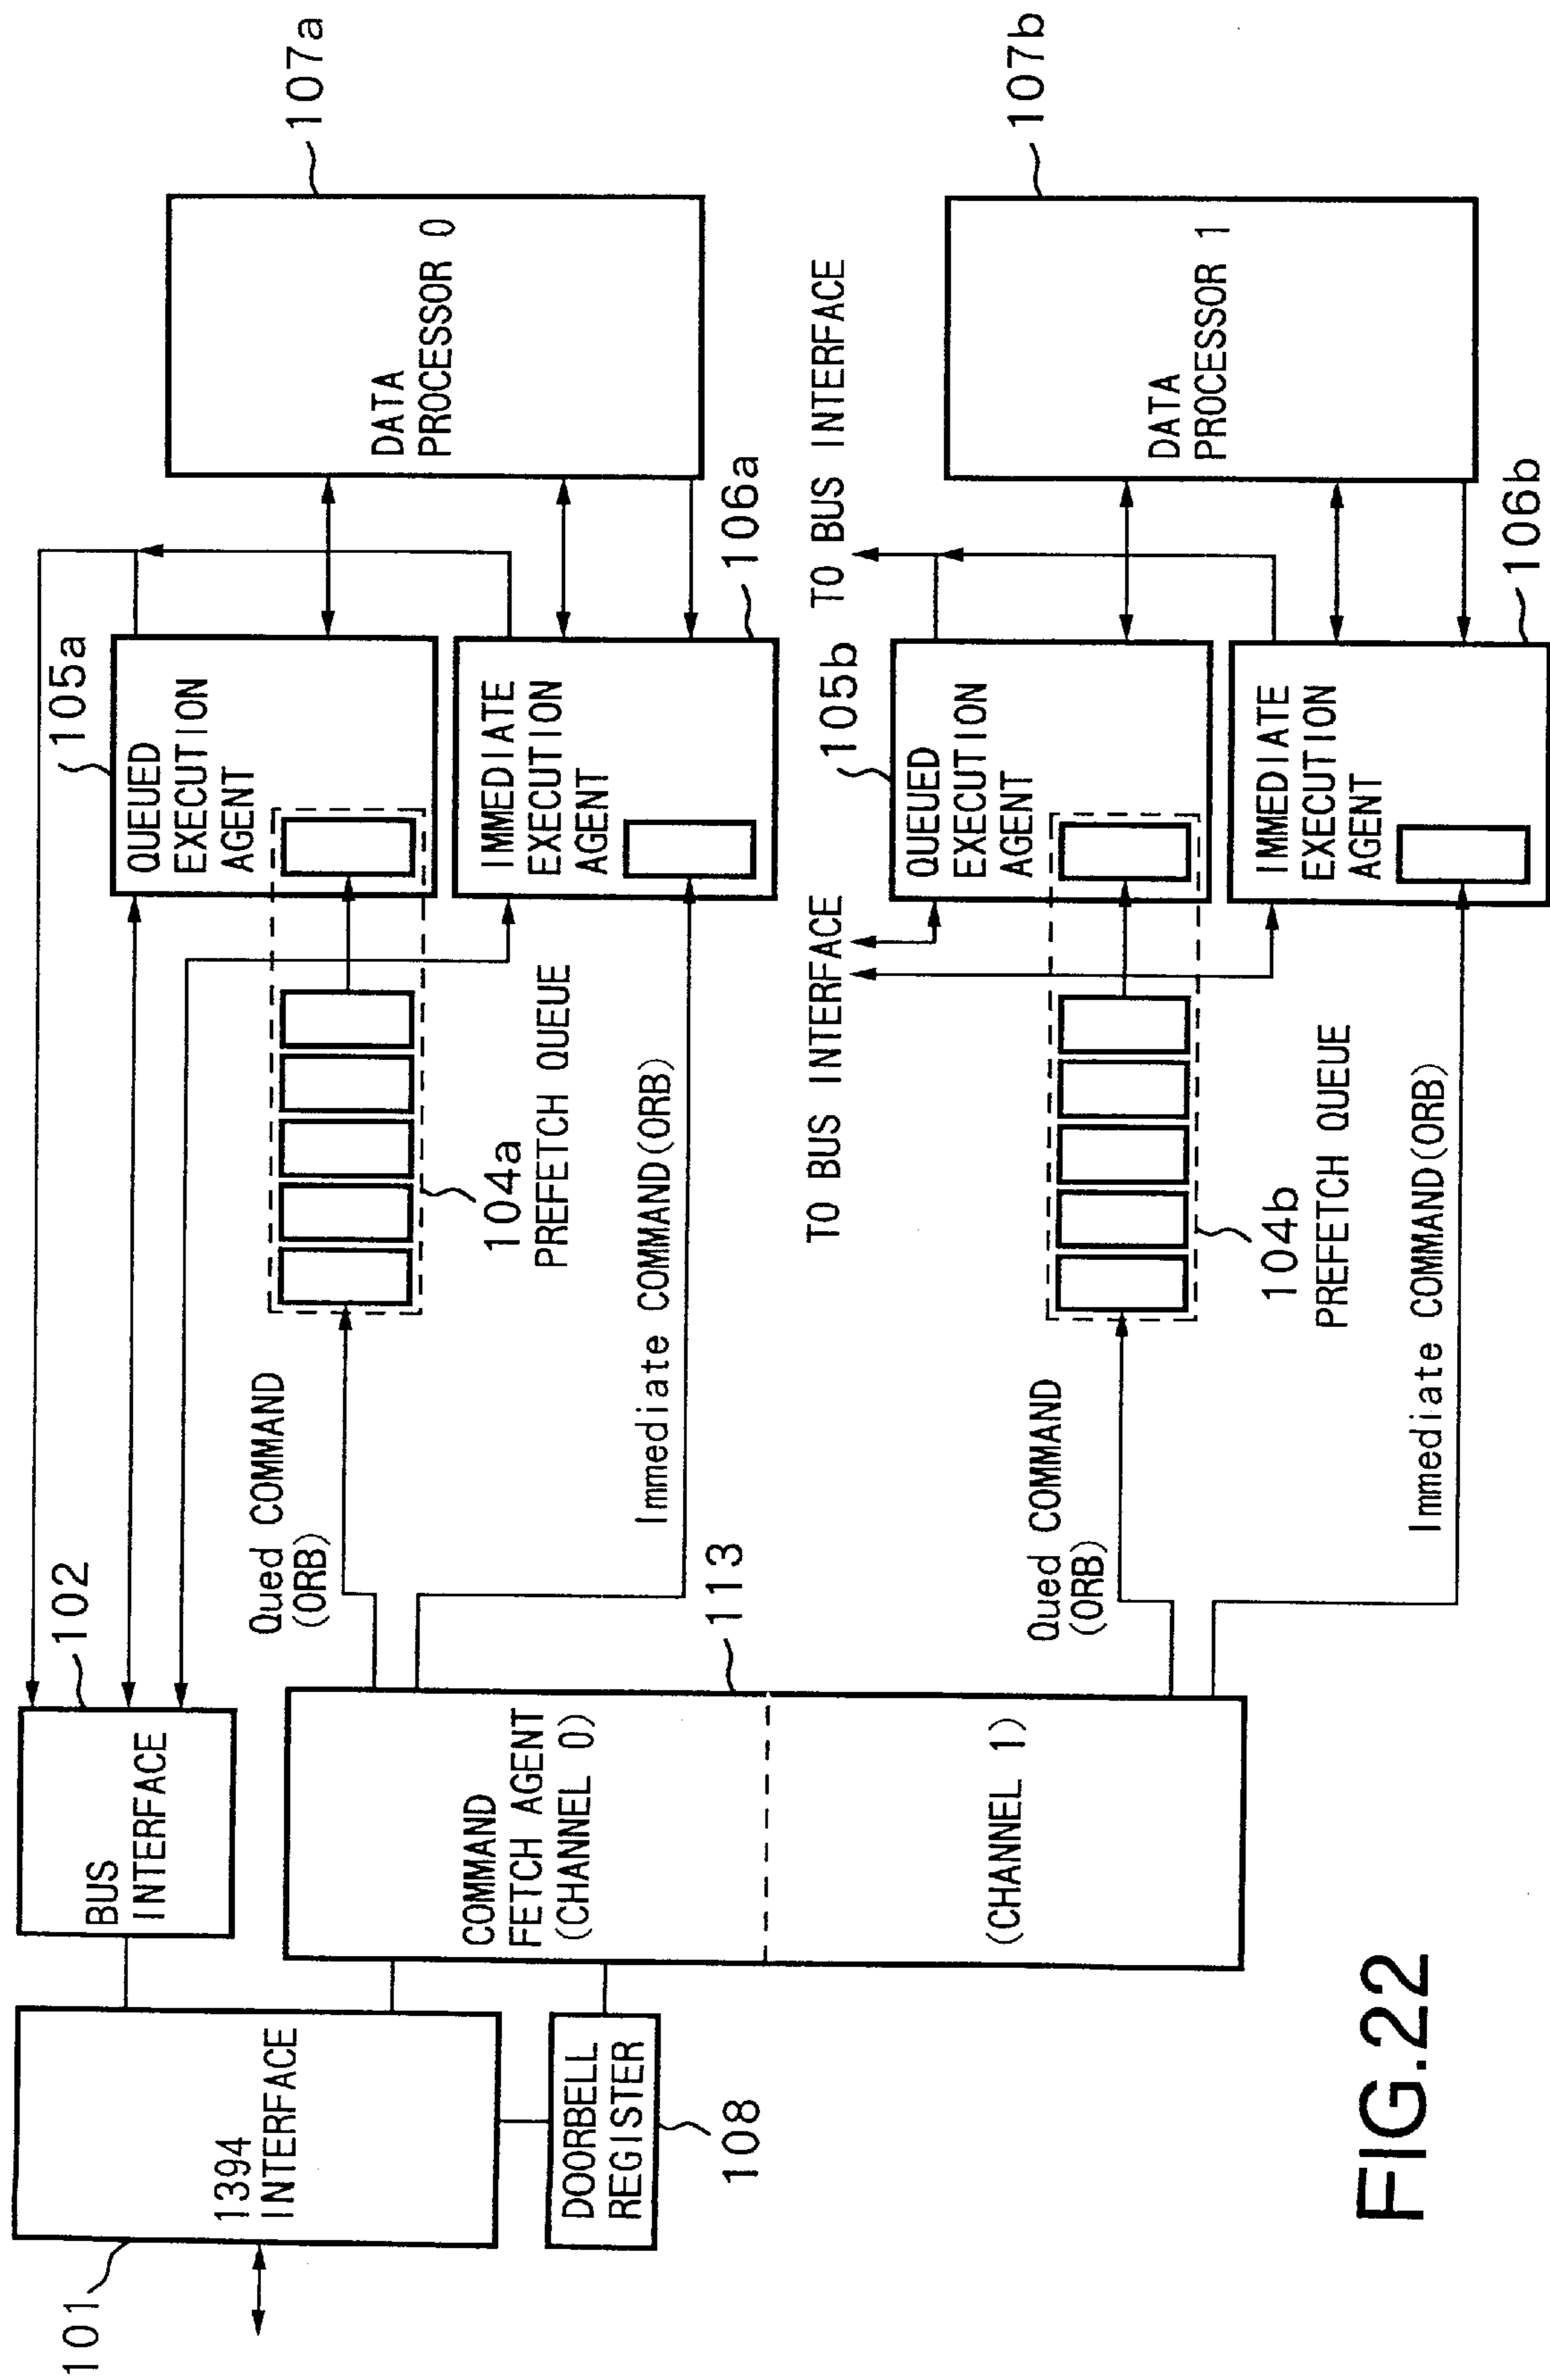 101
1394
INTERFACE
DOORBELL
REGISTER
108
BUS
INTERFACE
102
COMMAND
FETCH AGENT
(CHANNEL 0)
(CHANNEL 1)
113
Qued COMMAND
(ORB)
Immediate COMMAND(ORB)
104a
PREFETCH QUEUE
105a
QUEUED
EXECUTION
AGENT
IMMEDIATE
EXECUTION
AGENT
106a
DATA
PROCESSOR 0
107a
Qued COMMAND
(ORB)
Immediate COMMAND(ORB)
104b
PREFETCH QUEUE
TO BUS INTERFACE
TO BUS INTERFACE
105b
QUEUED
EXECUTION
AGENT
IMMEDIATE
EXECUTION
AGENT
106b
DATA
PROCESSOR 1
107b
FIG.22